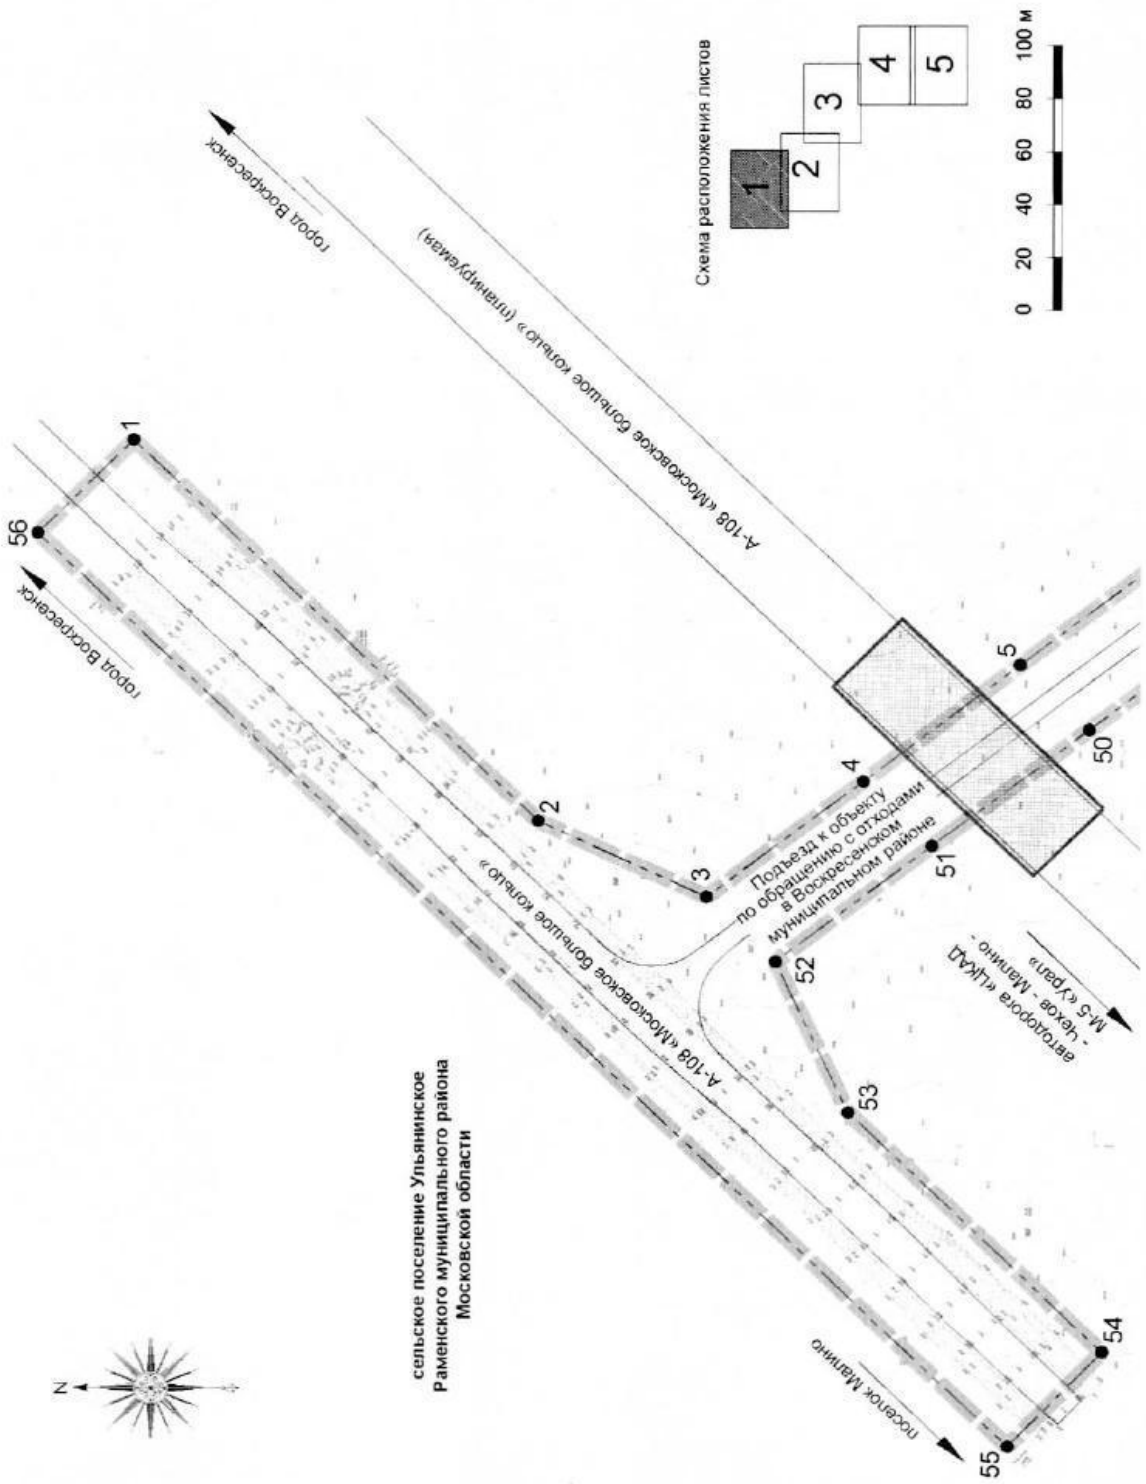 N
сельское поселение Ульянинское
Раменского муниципального района
Московской области
Схема расположения листов
1
2
3
4
5
0 20 40 60 80 100 м
город Воскресенск
город Воскресенск
А-108 «Московское большое кольцо» (планируемая)
А-108 «Московское большое кольцо»
Подъезд к объекту
по обращению с отходами
в Воскресенском
муниципальном районе
автодорога «ЦКАД
- Чехов - Малино -
М-5 «Урал»
поселок Малино
56
1
2
3
4
5
50
51
52
53
54
55